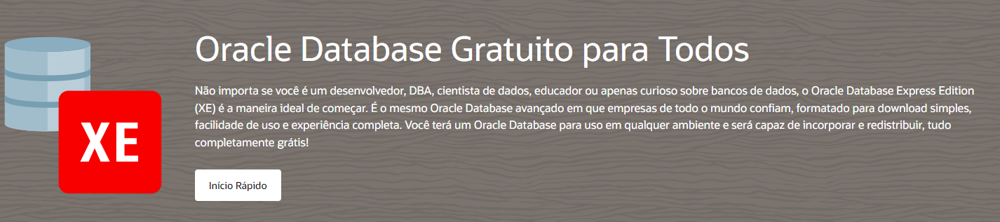 Oracle Database Gratuito para Todos
Não importa se você é um desenvolvedor, DBA, cientista de dados, educador ou apenas curioso sobre bancos de dados, o Oracle Database Express Edition
(XE) é a maneira ideal de começar. É o mesmo Oracle Database avançado em que empresas de todo o mundo confiam, formatado para download simples,
facilidade de uso e experiência completa. Você terá um Oracle Database para uso em qualquer ambiente e será capaz de incorporar e redistribuir, tudo
completamente grátis!
XE
Início Rápido